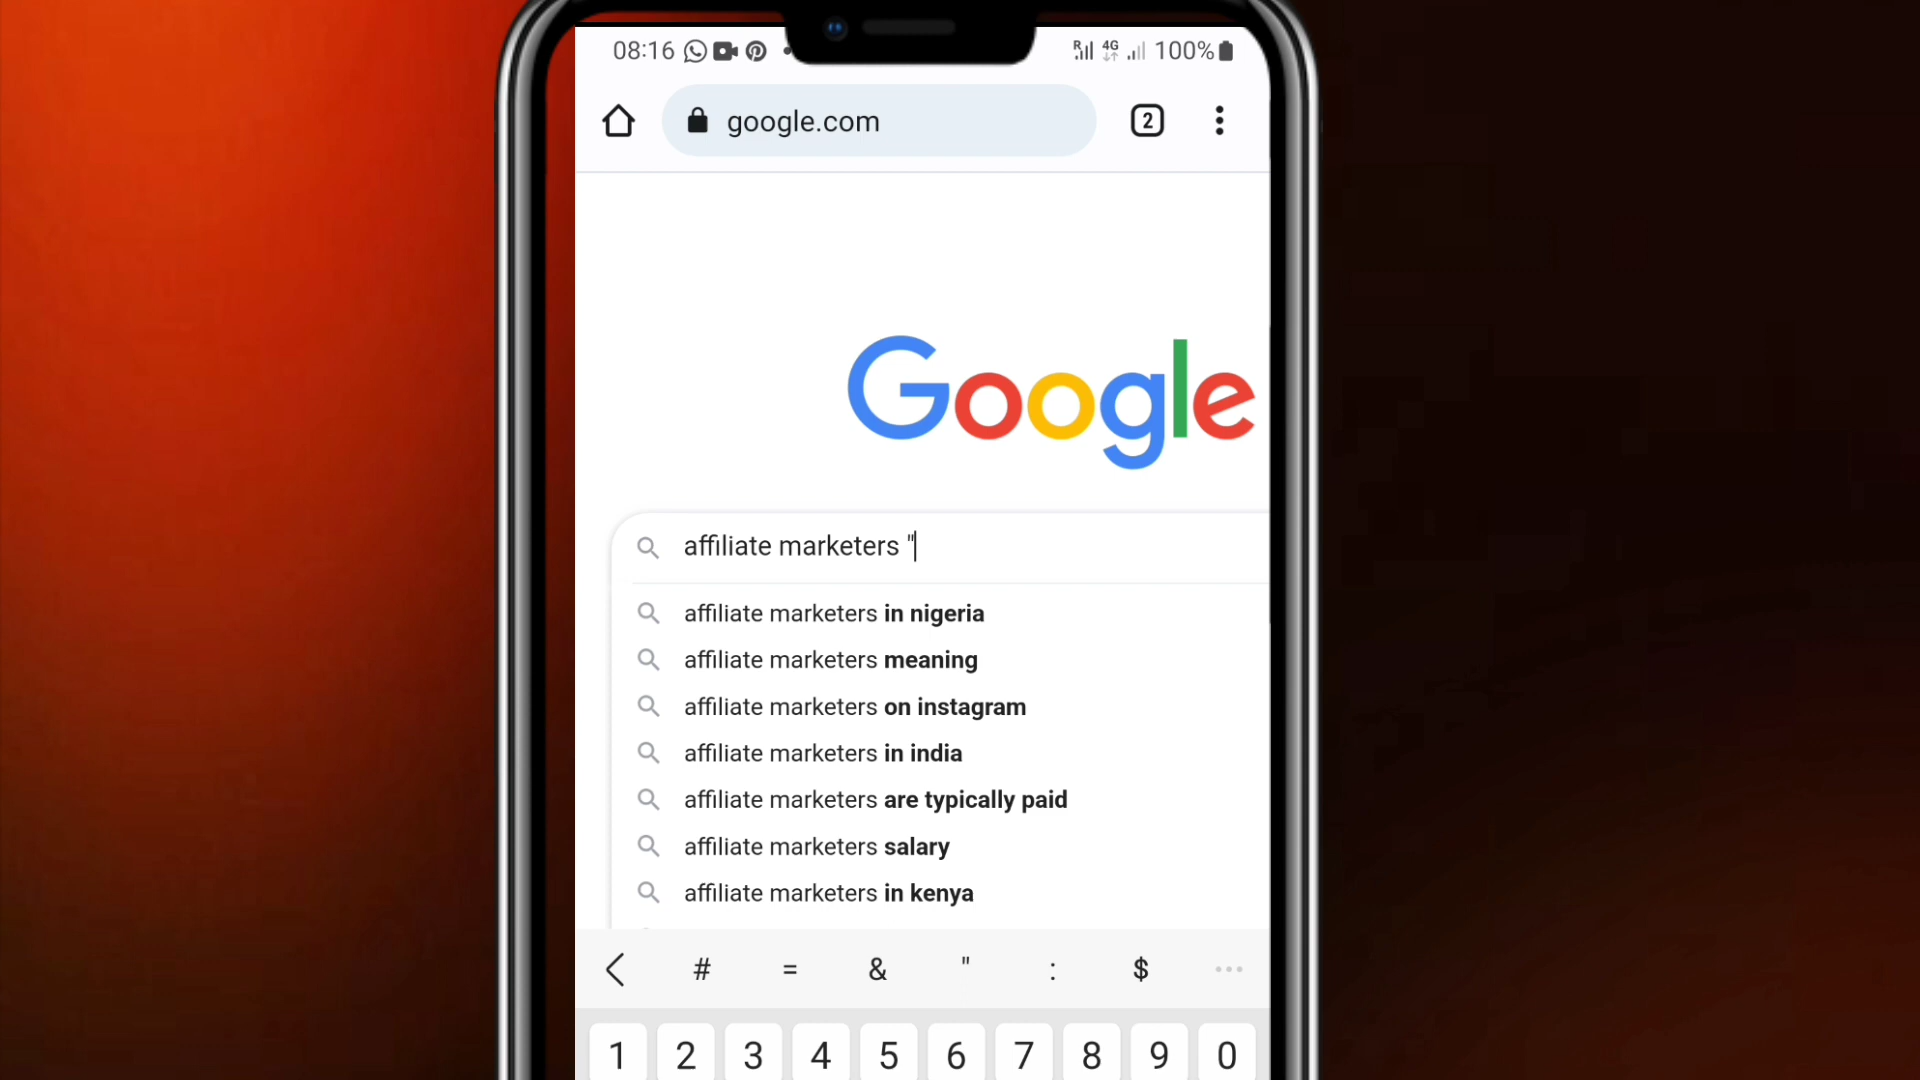 08:16
R 4G 100%
google.com
2
Google
affiliate marketers "
affiliate marketers in nigeria
affiliate marketers meaning
affiliate marketers on instagram
affiliate marketers in india
affiliate marketers are typically paid
affiliate marketers salary
affiliate marketers in kenya
# = & " : $
1 2 3 4 5 6 7 8 9 0